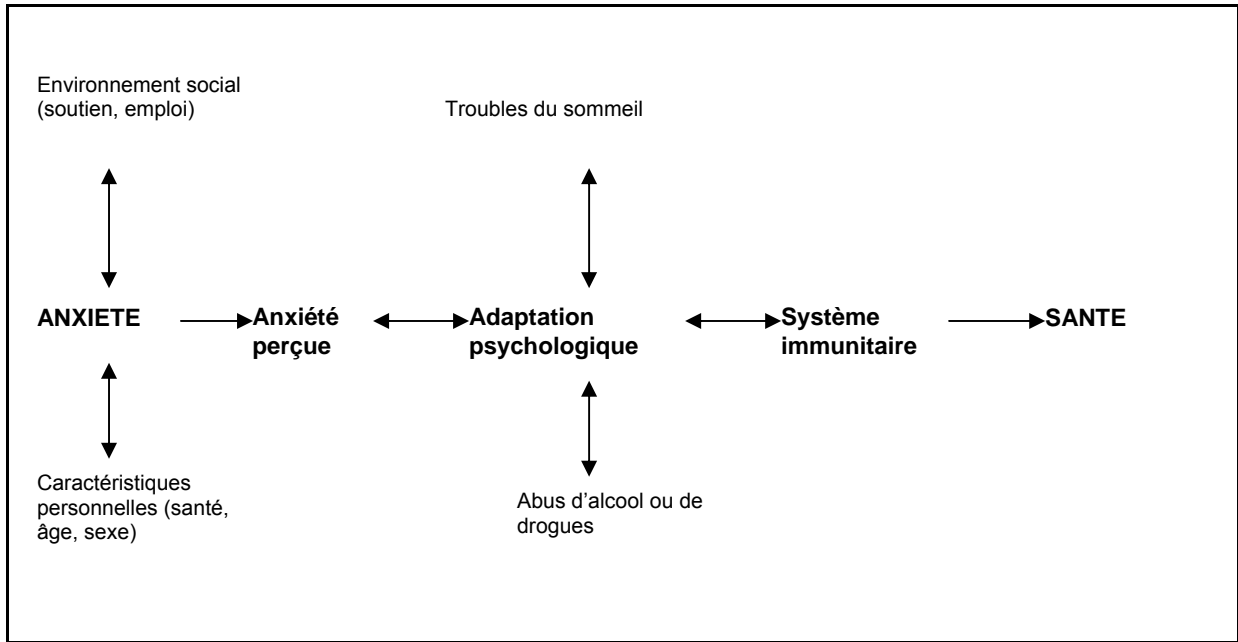 Environnement social
(soutien, emploi)
Troubles du sommeil
ANXIETE
Anxiété
perçue
Adaptation
psychologique
Système
immunitaire
SANTE
Caractéristiques
personnelles (santé,
âge, sexe)
Abus d’alcool ou de
drogues